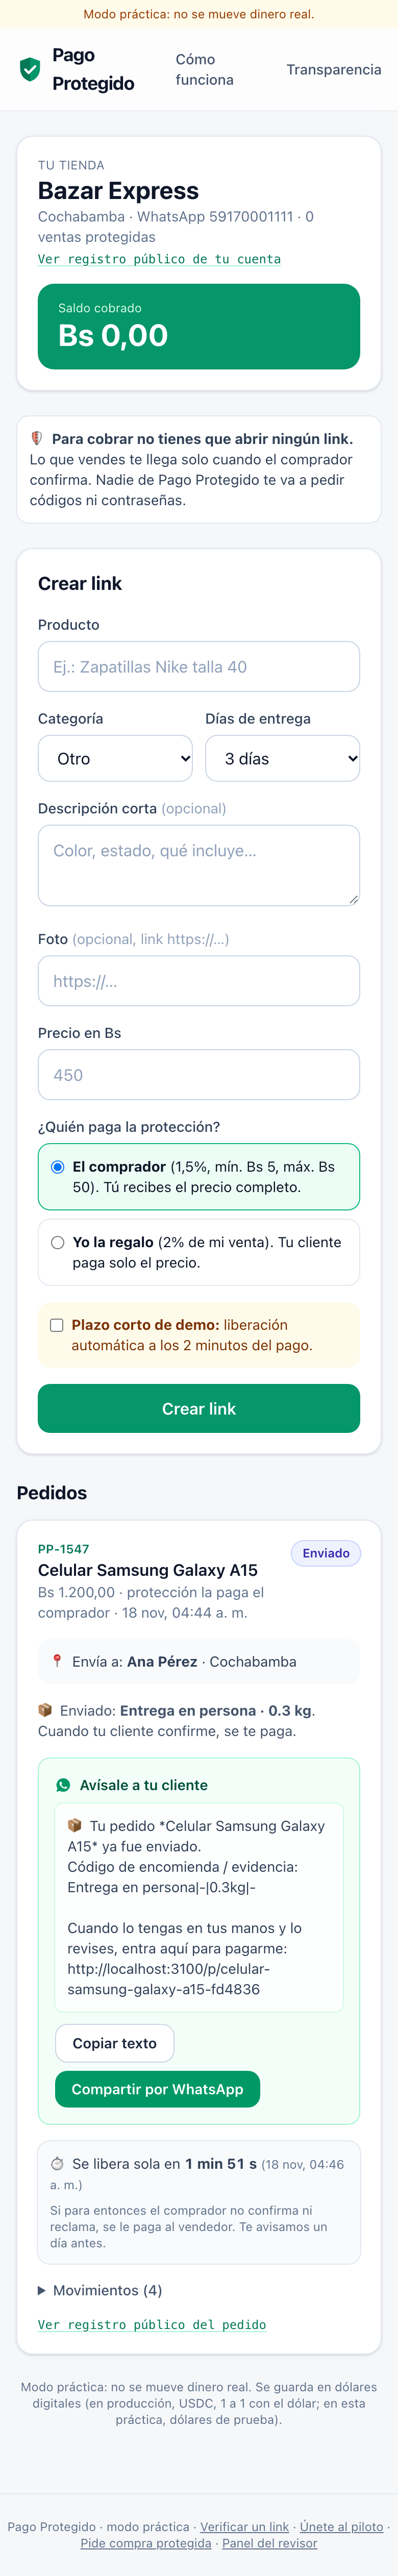 Modo práctica: no se mueve dinero real.
Pago
Protegido
Cómo
funciona
Transparencia
TU TIENDA
Bazar Express
Cochabamba · WhatsApp 59170001111 · 0
ventas protegidas
Ver registro público de tu cuenta
Saldo cobrado
Bs 0,00
Para cobrar no tienes que abrir ningún link.
Lo que vendes te llega solo cuando el comprador
confirma. Nadie de Pago Protegido te va a pedir
códigos ni contraseñas.
Crear link
Producto
Ej.: Zapatillas Nike talla 40
Categoría
Días de entrega
Otro
3 días
Descripción corta (opcional)
Color, estado, qué incluye...
Foto (opcional, link https://...)
https://...
Precio en Bs
450
¿Quién paga la protección?
El comprador (1,5%, mín. Bs 5, máx. Bs
50). Tú recibes el precio completo.
Yo la regalo (2% de mi venta). Tu cliente
paga solo el precio.
Plazo corto de demo: liberación
automática a los 2 minutos del pago.
Crear link
Pedidos
PP-1547
Enviado
Celular Samsung Galaxy A15
Bs 1.200,00 · protección la paga el
comprador · 18 nov, 04:44 a. m.
Envía a: Ana Pérez · Cochabamba
Enviado: Entrega en persona · 0.3 kg.
Cuando tu cliente confirme, se te paga.
Avísale a tu cliente
Tu pedido *Celular Samsung Galaxy
A15* ya fue enviado.
Código de encomienda / evidencia:
Entrega en persona|-|0.3kg|-
Cuando lo tengas en tus manos y lo
revises, entra aquí para pagarme:
http://localhost:3100/p/celular-
samsung-galaxy-a15-fd4836
Copiar texto
Compartir por WhatsApp
Se libera sola en 1 min 51 s (18 nov, 04:46
a. m.)
Si para entonces el comprador no confirma ni
reclama, se le paga al vendedor. Te avisamos un
día antes.
Movimientos (4)
Ver registro público del pedido
Modo práctica: no se mueve dinero real. Se guarda en dólares
digitales (en producción, USDC, 1 a 1 con el dólar; en esta
práctica, dólares de prueba).
Pago Protegido · modo práctica · Verificar un link · Únete al piloto ·
Pide compra protegida · Panel del revisor